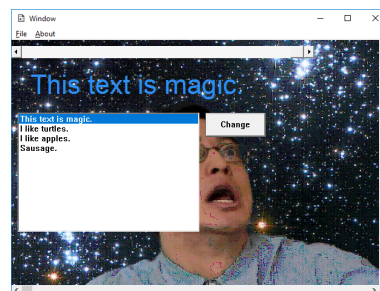 Window
File About
This text is magic.
This text is magic.
Change
I like turtles.
I like apples.
Sausage.